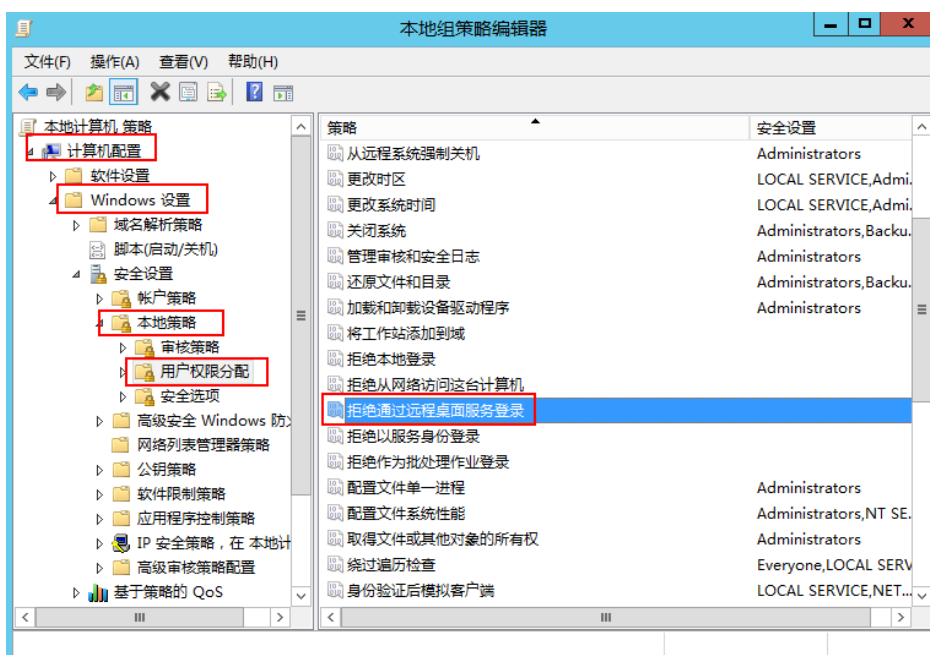 本地组策略编辑器
文件(F) 操作(A) 查看(V) 帮助(H)
本地计算机 策略
计算机配置
软件设置
Windows 设置
域名解析策略
脚本(启动/关机)
安全设置
帐户策略
本地策略
审核策略
用户权限分配
安全选项
高级安全 Windows 防
网络列表管理器策略
公钥策略
软件限制策略
应用程序控制策略
IP 安全策略，在 本地计
高级审核策略配置
基于策略的 QoS
策略 安全设置
从远程系统强制关机 Administrators
更改时区 LOCAL SERVICE,Admi.
更改系统时间 LOCAL SERVICE,Admi.
关闭系统 Administrators,Backu.
管理审核和安全日志 Administrators
还原文件和目录 Administrators,Backu.
加载和卸载设备驱动程序 Administrators
将工作站添加到域
拒绝本地登录
拒绝从网络访问这台计算机
拒绝通过远程桌面服务登录
拒绝以服务身份登录
拒绝作为批处理作业登录
配置文件单一进程 Administrators
配置文件系统性能 Administrators,NT SE.
取得文件或其他对象的所有权 Administrators
绕过遍历检查 Everyone,LOCAL SERV
身份验证后模拟客户端 LOCAL SERVICE,NET...